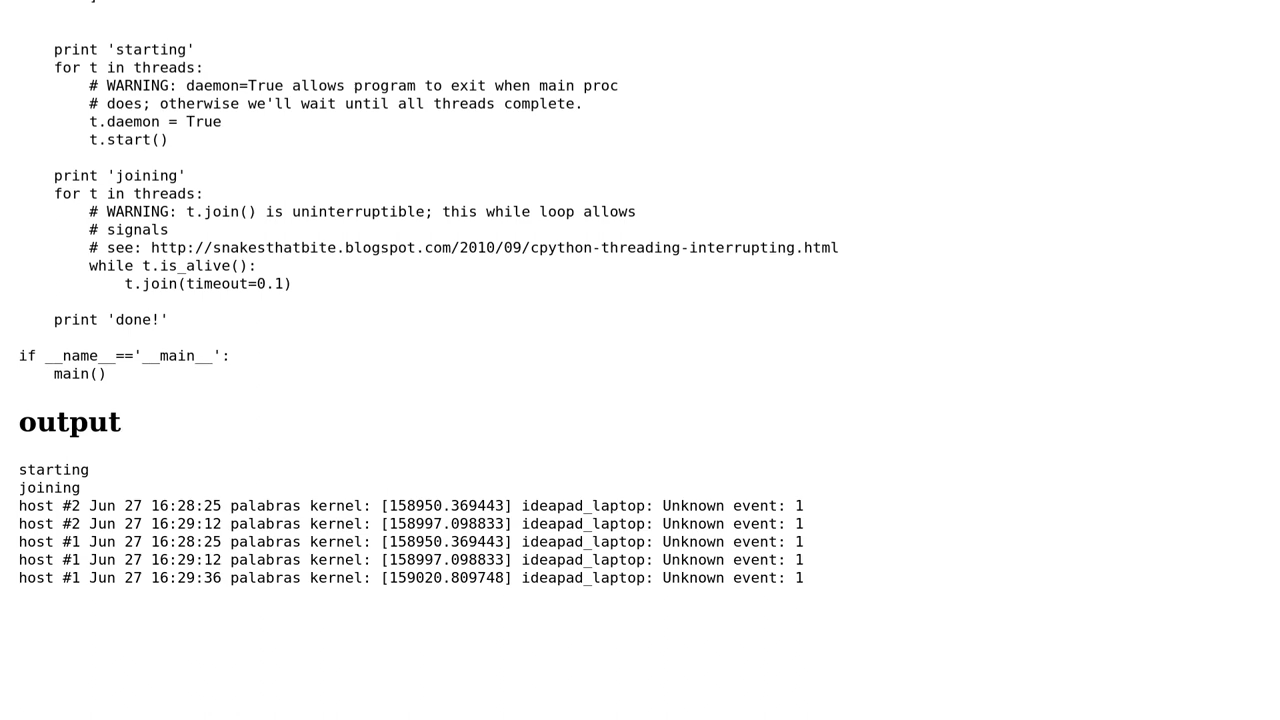 ]
    print 'starting'
    for t in threads:
        # WARNING: daemon=True allows program to exit when main proc
        # does; otherwise we'll wait until all threads complete.
        t.daemon = True
        t.start()

    print 'joining'
    for t in threads:
        # WARNING: t.join() is uninterruptible; this while loop allows
        # signals
        # see: http://snakesthatbite.blogspot.com/2010/09/cpython-threading-interrupting.html
        while t.is_alive():
            t.join(timeout=0.1)

    print 'done!'

if __name__=='__main__':
    main()
output
starting
joining
host #2 Jun 27 16:28:25 palabras kernel: [158950.369443] ideapad_laptop: Unknown event: 1
host #2 Jun 27 16:29:12 palabras kernel: [158997.098833] ideapad_laptop: Unknown event: 1
host #1 Jun 27 16:28:25 palabras kernel: [158950.369443] ideapad_laptop: Unknown event: 1
host #1 Jun 27 16:29:12 palabras kernel: [158997.098833] ideapad_laptop: Unknown event: 1
host #1 Jun 27 16:29:36 palabras kernel: [159020.809748] ideapad_laptop: Unknown event: 1